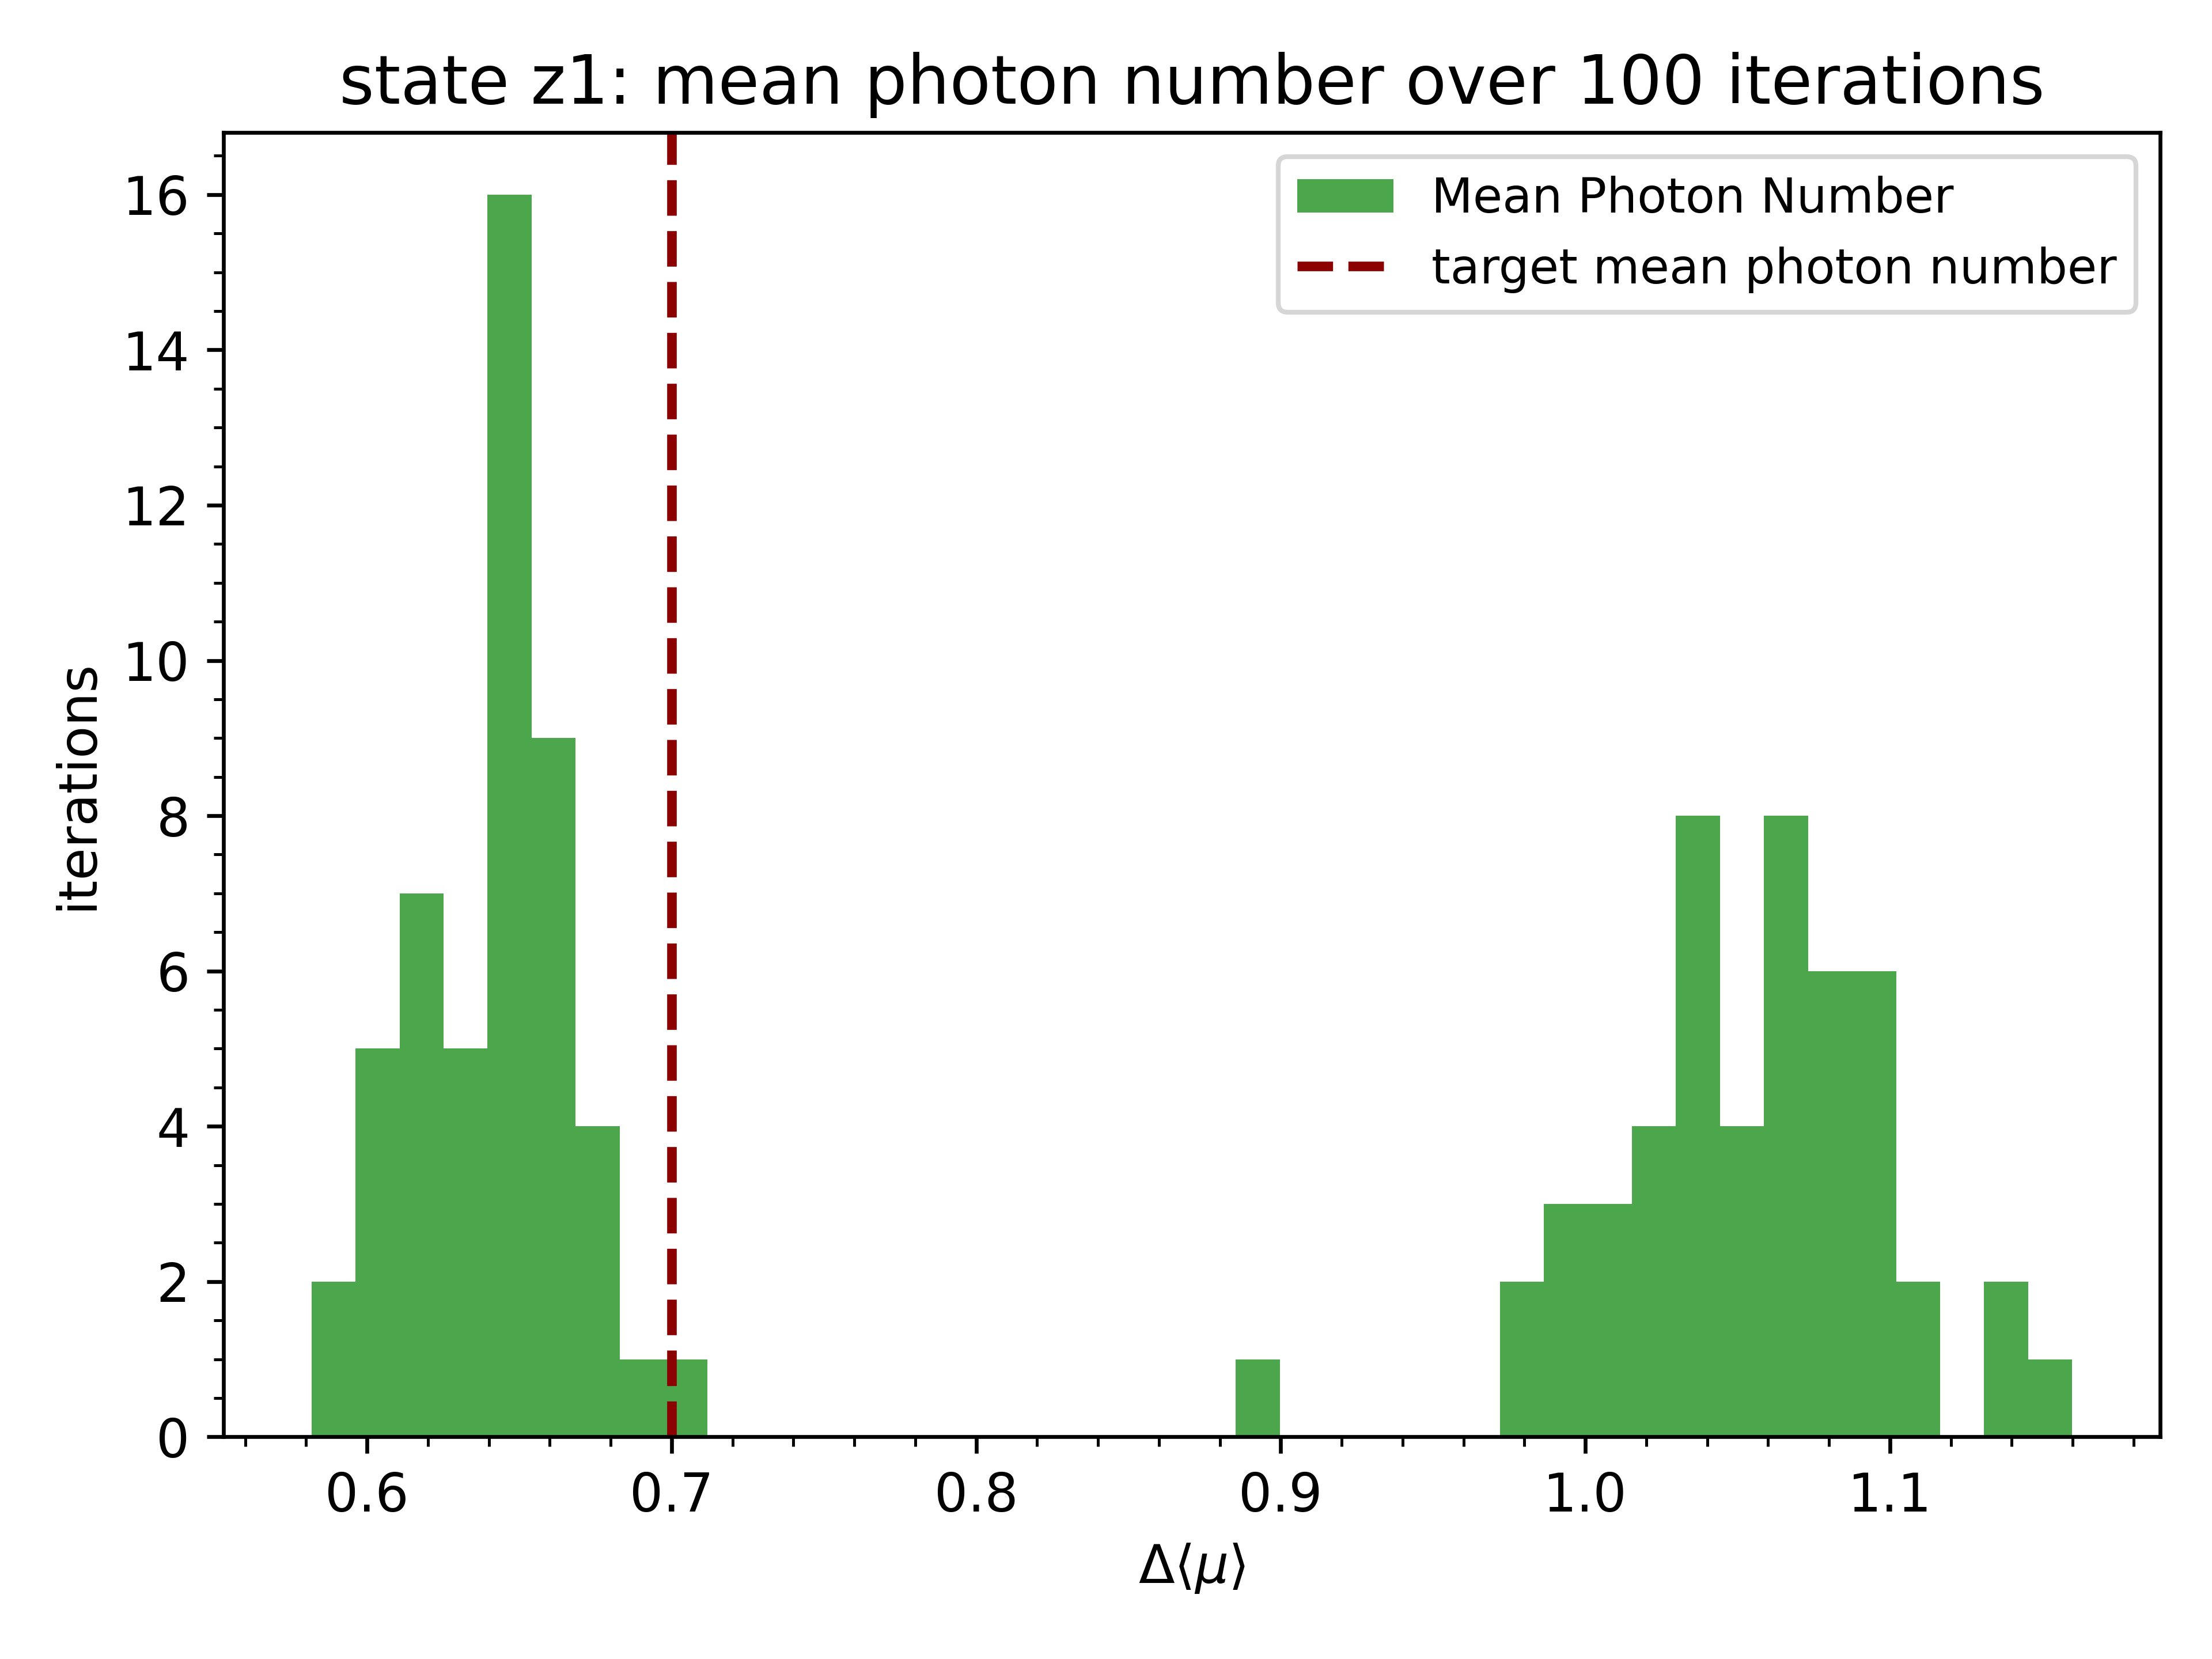 state z1: mean photon number over 100 iterations
Mean Photon Number
target mean photon number
16
14
12
10
8
6
4
2
0
iterations
0.6 0.7 0.8 0.9 1.0 1.1
Δ⟨μ⟩